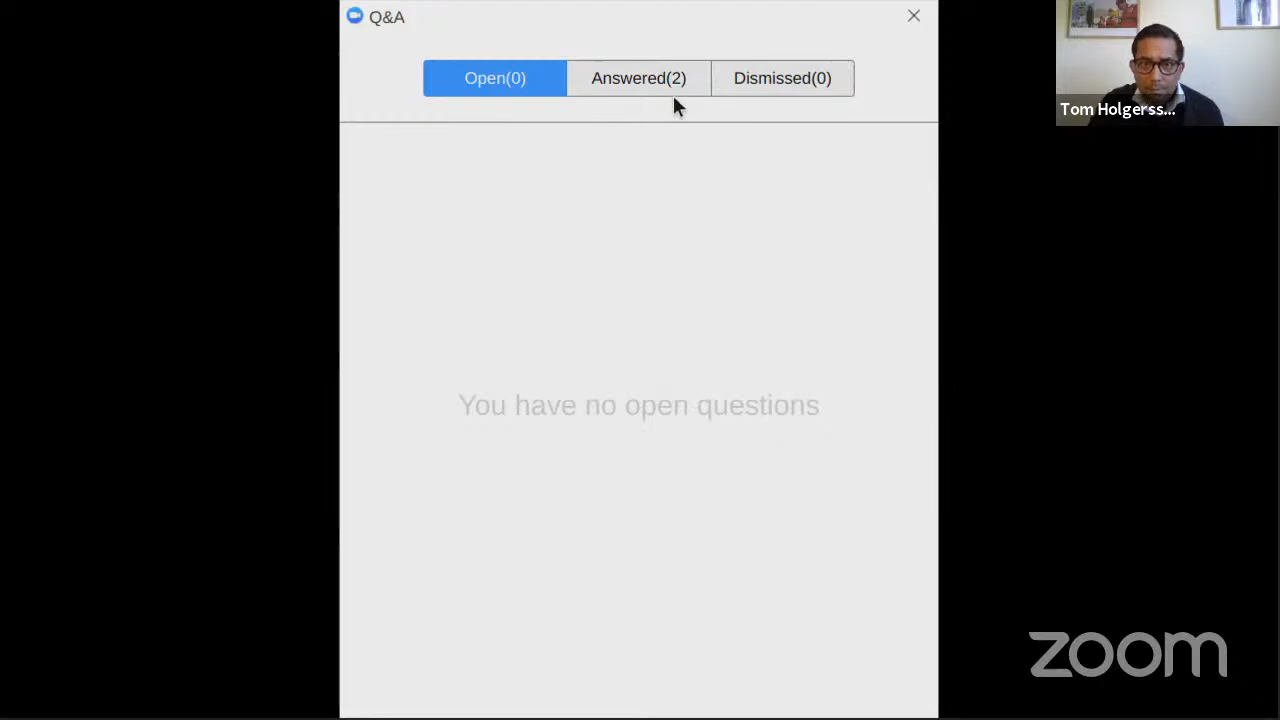 Q&A
Open(0)
Answered(2)
Dismissed(0)
Tom Holgerss...
You have no open questions
zoom